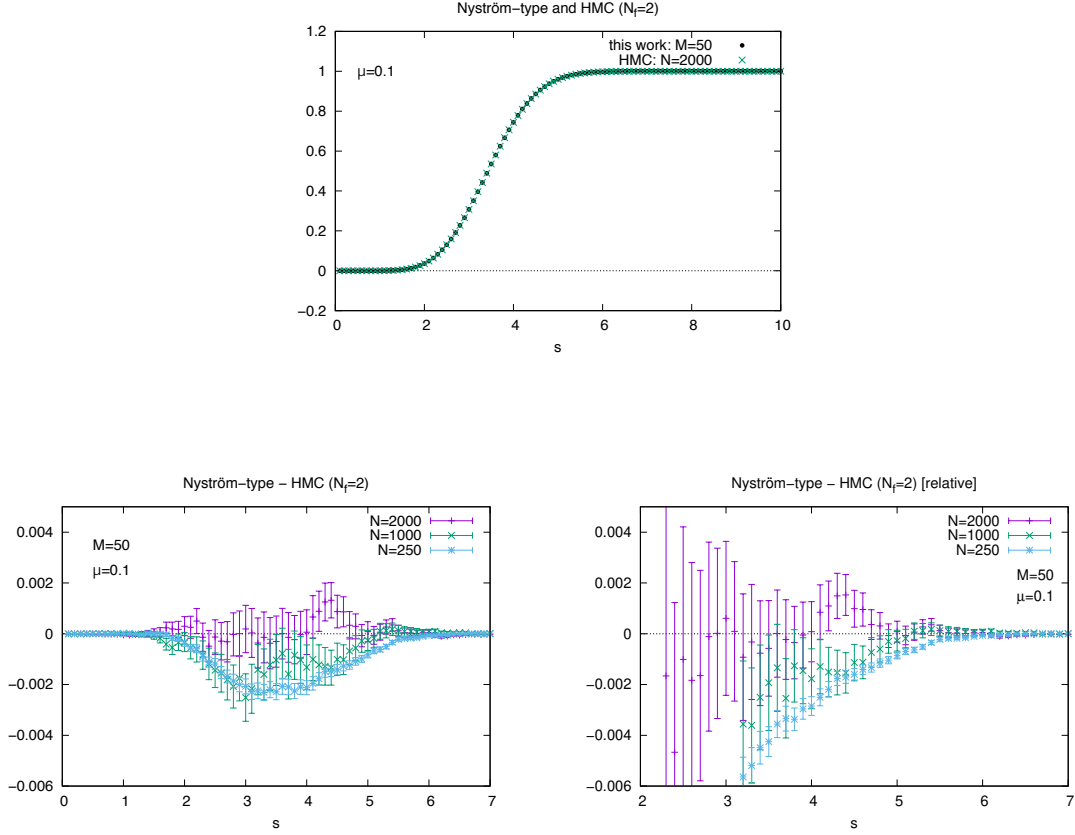 Nyström-type and HMC (N_f=2)
1.2
1
0.8
0.6
0.4
0.2
0
−0.2
μ=0.1
this work: M=50
HMC: N=2000
0 2 4 6 8 10
s
Nyström-type − HMC (N_f=2)
0.004
0.002
0
−0.002
−0.004
−0.006
M=50
μ=0.1
N=2000
N=1000
N=250
0 1 2 3 4 5 6 7
s
Nyström-type − HMC (N_f=2) [relative]
0.004
0.002
0
−0.002
−0.004
−0.006
N=2000
N=1000
N=250
M=50
μ=0.1
2 3 4 5 6 7
s